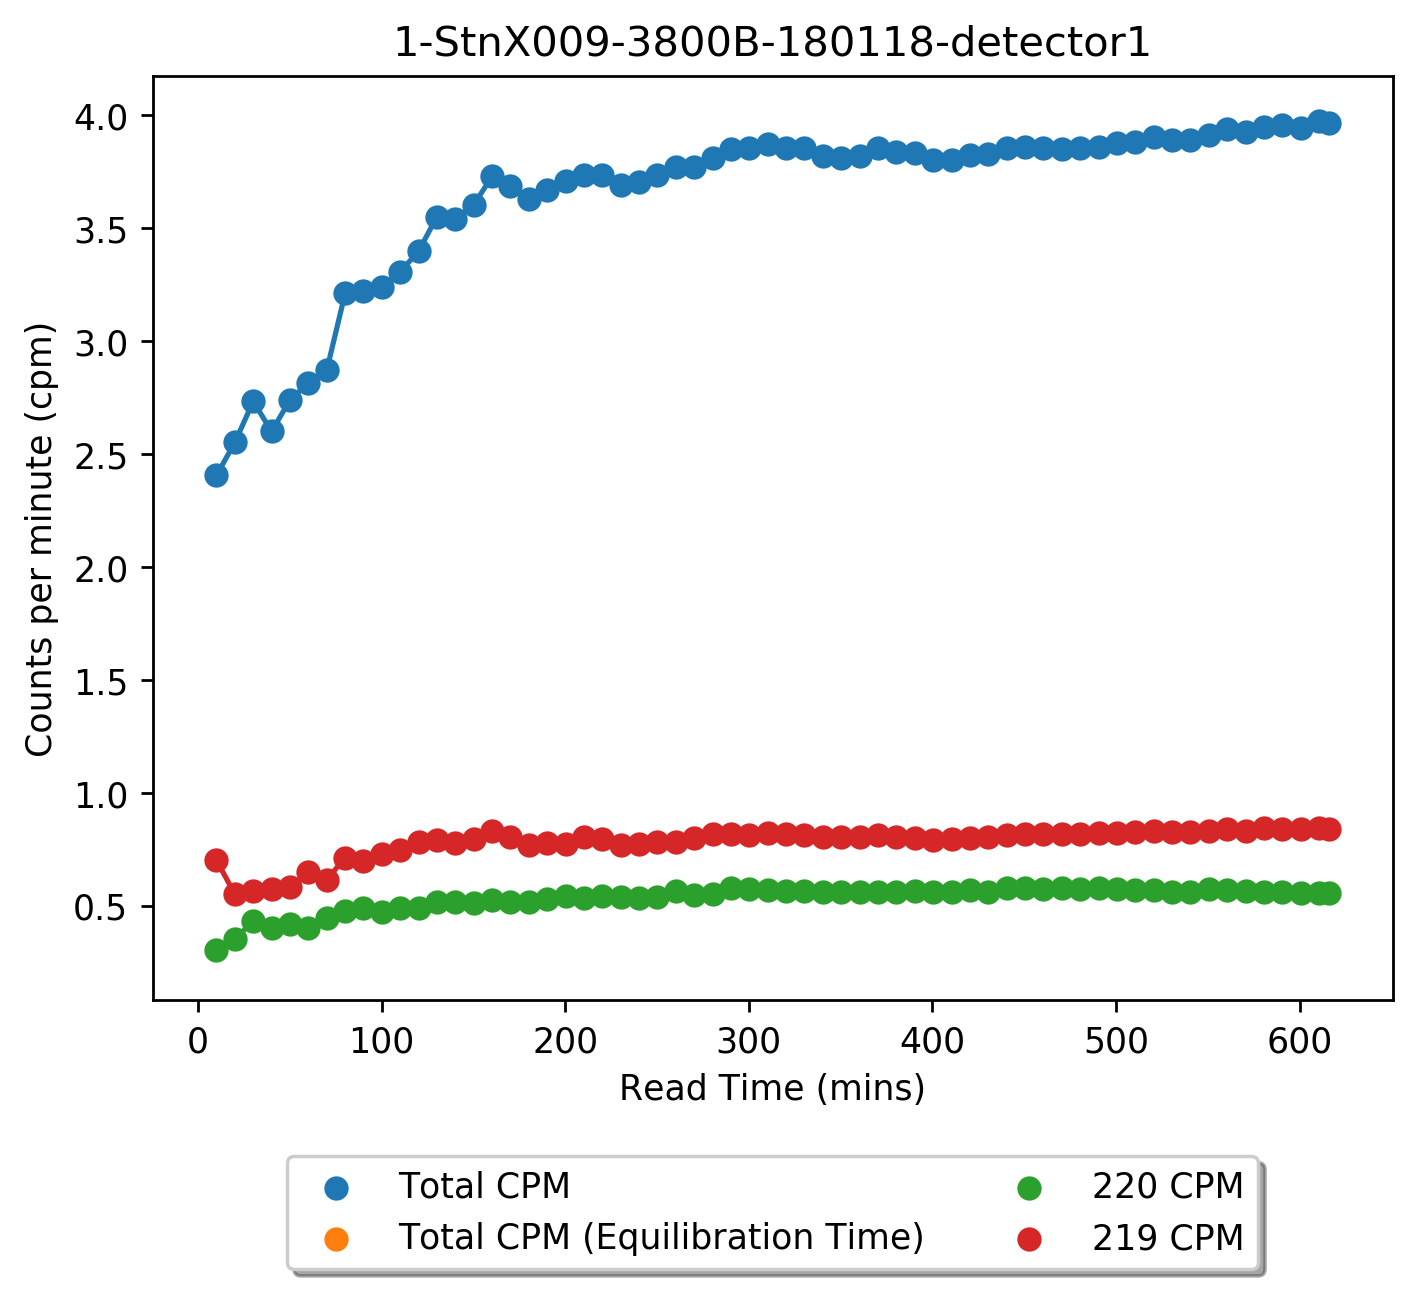 1-StnX009-3800B-180118-detector1
4.0
3.5
3.0
2.5
2.0
1.5
1.0
0.5
Counts per minute (cpm)
0 100 200 300 400 500 600
Read Time (mins)
Total CPM
Total CPM (Equilibration Time)
220 CPM
219 CPM